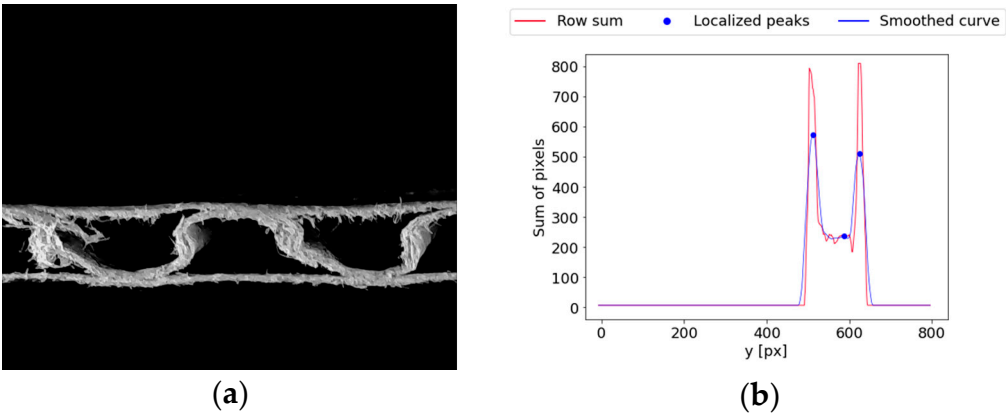 Row sum
Localized peaks
Smoothed curve
800
700
600
500
400
300
200
100
0
Sum of pixels
0
200
400
600
800
y [px]
(a)
(b)